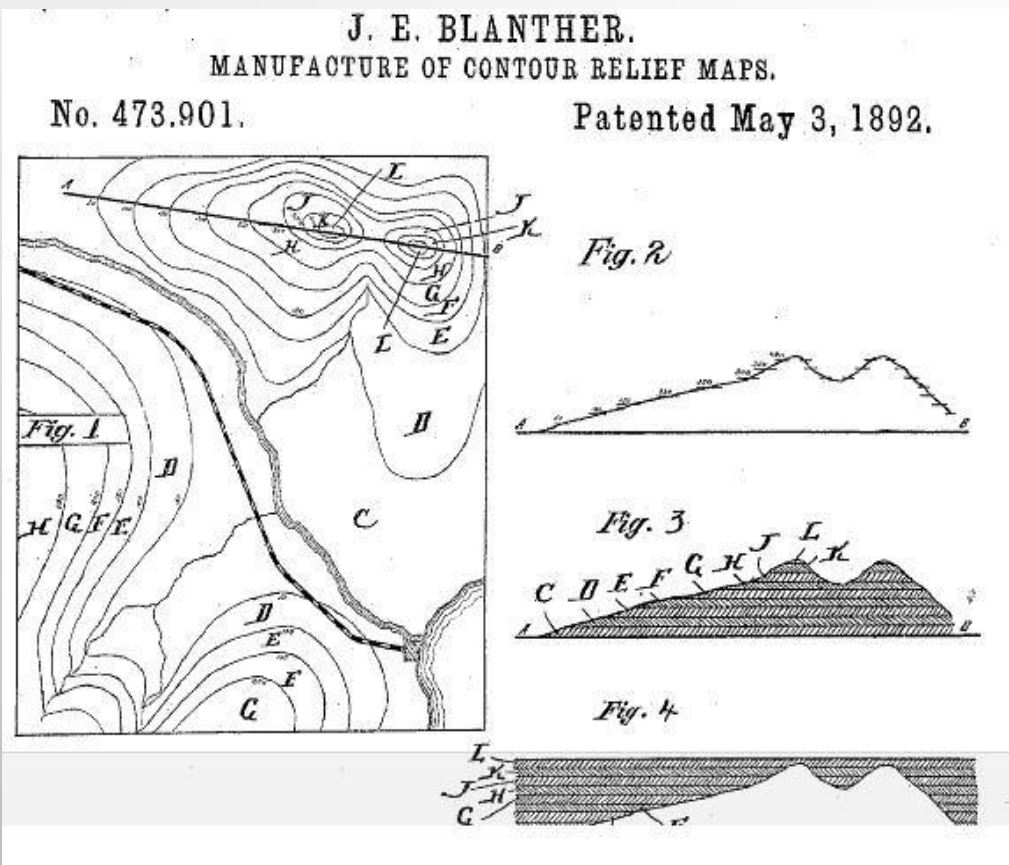 J. E. BLANTHER.
MANUFACTURE OF CONTOUR RELIEF MAPS.
No. 473.901.
Patented May 3, 1892.
A
L
J
K
J
K
B
H
H
G
F
E
L
Fig. 1
D
D
H G F E
C
D
E
F
G
Fig. 2
A
B
Fig. 3
C D E F G H J L K
A
Fig. 4
L
K
J
H
G
F